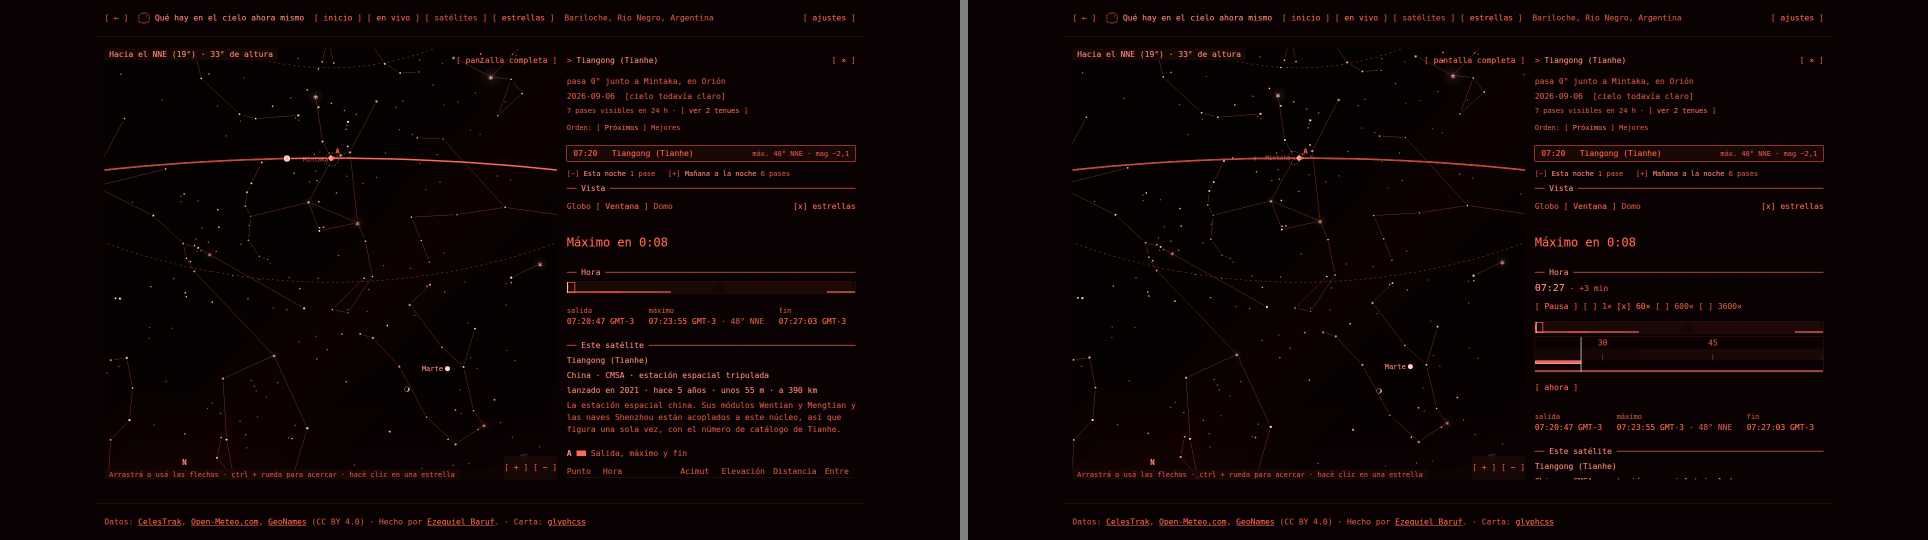 [ ← ] Qué hay en el cielo ahora mismo [ inicio ] [ en vivo ] [ satélites ] [ estrellas ] Bariloche, Río Negro, Argentina [ ajustes ]
Hacia el NNE (19°) · 33° de altura
[ pantalla completa ]
Mintaka
A
Marte
N
Arrastrá o usá las flechas · ctrl + rueda para acercar · hacé clic en una estrella
[ + ] [ − ]
> Tiangong (Tianhe) [ × ]
pasa 0° junto a Mintaka, en Orión
2026-09-06 [cielo todavía claro]
7 pases visibles en 24 h · [ ver 2 tenues ]
Orden: [ Próximos ] Mejores
07:20 Tiangong (Tianhe) máx. 48° NNE · mag −2,1
[−] Esta noche 1 pase [+] Mañana a la noche 6 pases
Vista
Globo [ Ventana ] Domo [x] estrellas
Máximo en 0:08
Hora
salida máximo fin
07:20:47 GMT-3 07:23:55 GMT-3 · 48° NNE 07:27:03 GMT-3
Este satélite
Tiangong (Tianhe)
China · CMSA · estación espacial tripulada
lanzado en 2021 · hace 5 años · unos 55 m · a 390 km
La estación espacial china. Sus módulos Wentian y Mengtian y
las naves Shenzhou están acoplados a este núcleo, así que
figura una sola vez, con el número de catálogo de Tianhe.
A Salida, máximo y fin
Punto Hora Acimut Elevación Distancia Entre
Datos: CelesTrak, Open-Meteo.com, GeoNames (CC BY 4.0) · Hecho por Ezequiel Baruf. · Carta: glyphcss
[ ← ] Qué hay en el cielo ahora mismo [ inicio ] [ en vivo ] [ satélites ] [ estrellas ] Bariloche, Río Negro, Argentina [ ajustes ]
Hacia el NNE (19°) · 33° de altura
[ pantalla completa ]
Mintaka
A
Marte
N
Arrastrá o usá las flechas · ctrl + rueda para acercar · hacé clic en una estrella
[ + ] [ − ]
> Tiangong (Tianhe) [ × ]
pasa 0° junto a Mintaka, en Orión
2026-09-06 [cielo todavía claro]
7 pases visibles en 24 h · [ ver 2 tenues ]
Orden: [ Próximos ] Mejores
07:20 Tiangong (Tianhe) máx. 48° NNE · mag −2,1
[−] Esta noche 1 pase [+] Mañana a la noche 6 pases
Vista
Globo [ Ventana ] Domo [x] estrellas
Máximo en 0:08
Hora
07:27 · +3 min
[ Pausa ] [ ] 1× [x] 60× [ ] 600× [ ] 3600×
30 45
[ ahora ]
salida máximo fin
07:20:47 GMT-3 07:23:55 GMT-3 · 48° NNE 07:27:03 GMT-3
Este satélite
Tiangong (Tianhe)
Datos: CelesTrak, Open-Meteo.com, GeoNames (CC BY 4.0) · Hecho por Ezequiel Baruf. · Carta: glyphcss